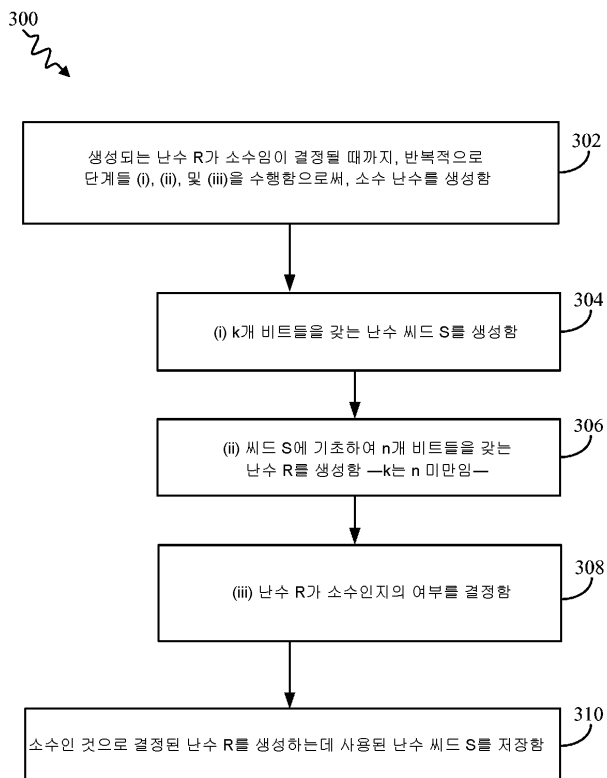 300
생성되는 난수 R가 소수임이 결정될 때까지, 반복적으로
단계들 (i), (ii), 및 (iii)을 수행함으로써, 소수 난수를 생성함
302
(i) k개 비트들을 갖는 난수 씨드 S를 생성함
304
(ii) 씨드 S에 기초하여 n개 비트들을 갖는
난수 R를 생성함 —k는 n 미만임—
306
(iii) 난수 R가 소수인지의 여부를 결정함
308
소수인 것으로 결정된 난수 R를 생성하는데 사용된 난수 씨드 S를 저장함
310